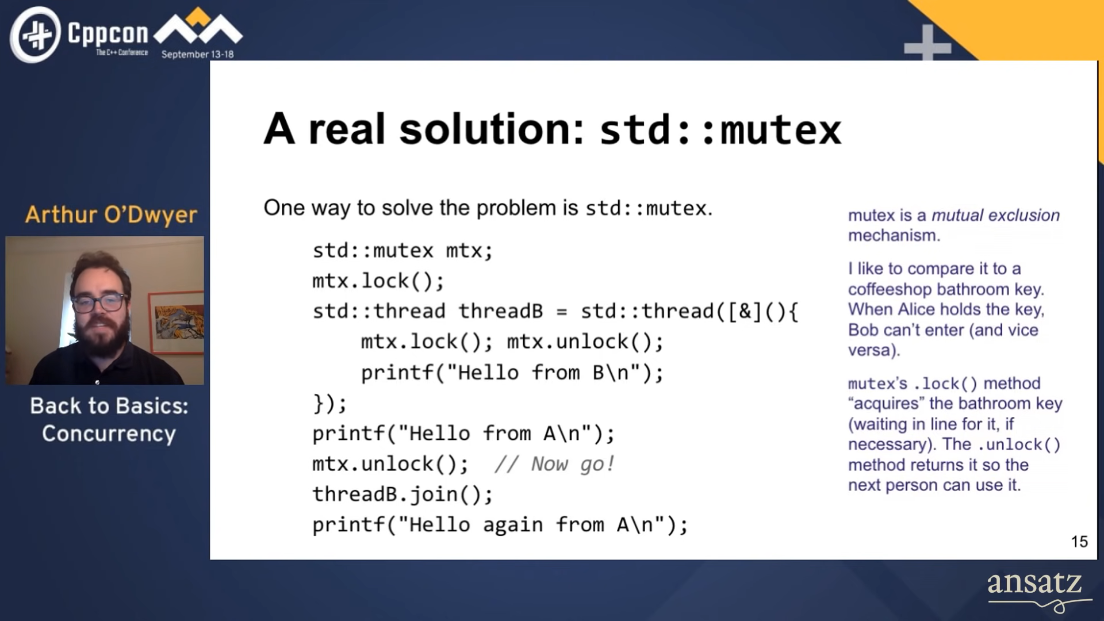 Cppcon
The C++ Conference
September 13-18
A real solution: std::mutex
Arthur O'Dwyer
One way to solve the problem is std::mutex.
std::mutex mtx;
mtx.lock();
std::thread threadB = std::thread([&](){
    mtx.lock(); mtx.unlock();
    printf("Hello from B\n");
});
printf("Hello from A\n");
mtx.unlock();  // Now go!
threadB.join();
printf("Hello again from A\n");
mutex is a mutual exclusion
mechanism.
I like to compare it to a
coffeeshop bathroom key.
When Alice holds the key,
Bob can't enter (and vice
versa).
mutex's .lock() method
“acquires” the bathroom key
(waiting in line for it, if
necessary). The .unlock()
method returns it so the
next person can use it.
Back to Basics:
Concurrency
15
ansatz